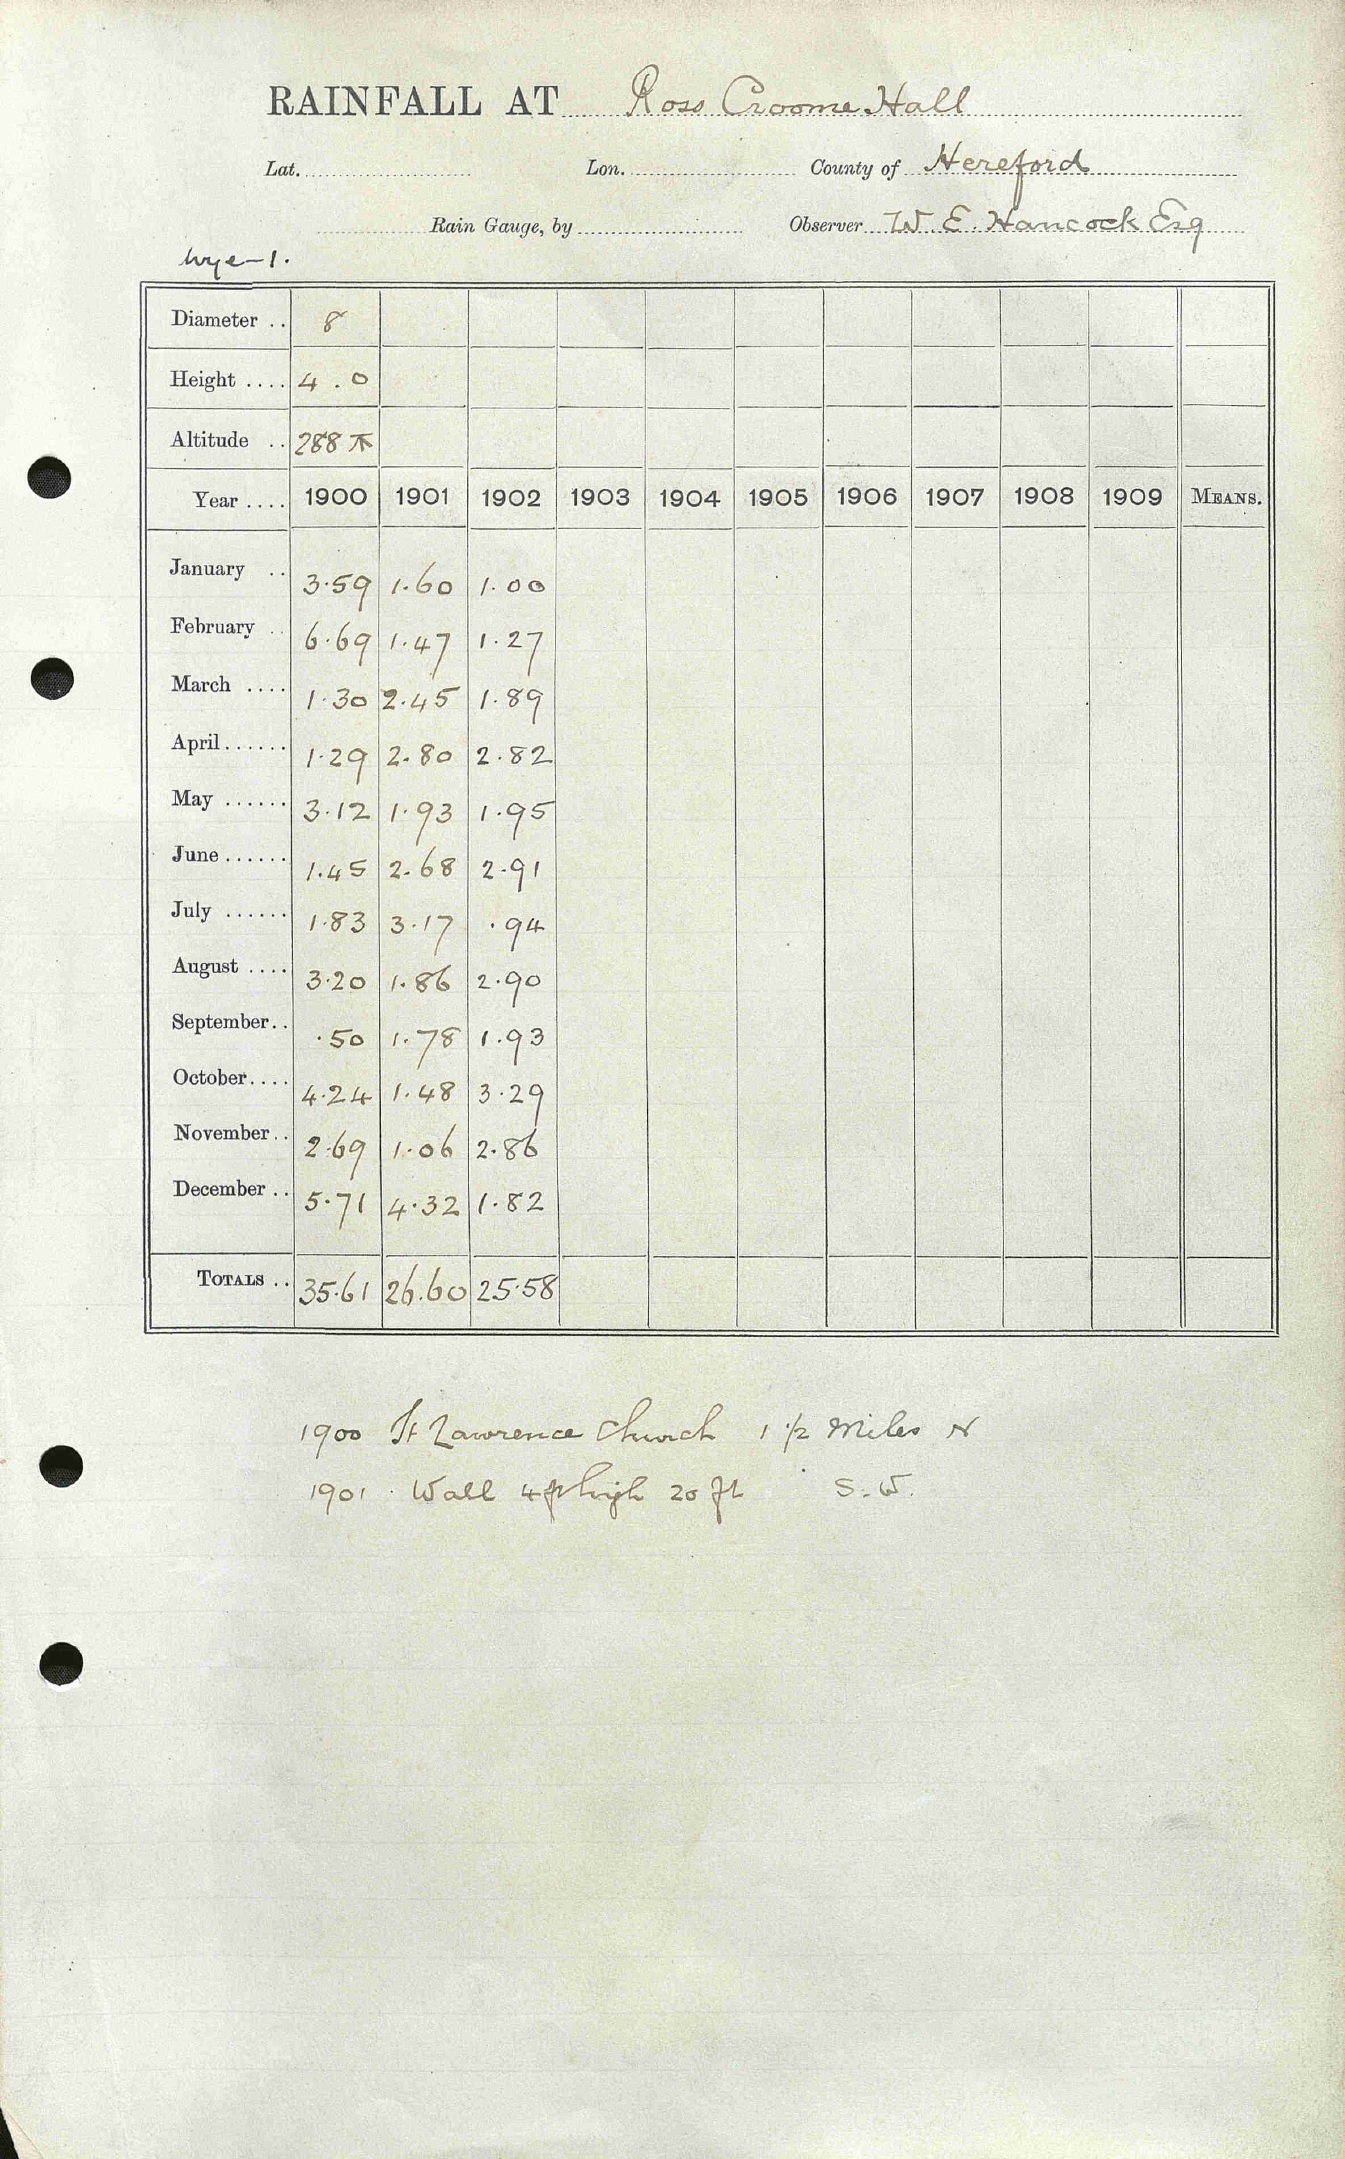 RAINFALL AT Ross Croome Hall
Lat. Lon. County of Hereford
Rain Gauge, by Observer W. E. Hancock Esq
Wye-1.
Diameter .. 8
Height .... 4.0
Altitude .. 288
Year .... 1900 1901 1902 1903 1904 1905 1906 1907 1908 1909 MEANS.
January .. 3.59 1.60 1.00
February .. 6.69 1.47 1.27
March .... 1.30 2.45 1.89
April...... 1.29 2.80 2.82
May ...... 3.12 1.93 1.95
June...... 1.45 2.68 2.91
July ...... 1.83 3.17 .94
August .... 3.20 1.86 2.90
September.. .50 1.78 1.93
October.... 4.24 1.48 3.29
November.. 2.69 1.06 2.86
December .. 5.71 4.32 1.82
TOTALS .. 35.61 26.60 25.58
1900 St Lawrence Church 1 1/2 Miles N
1901 Wall 4ft high 20 ft S.W.